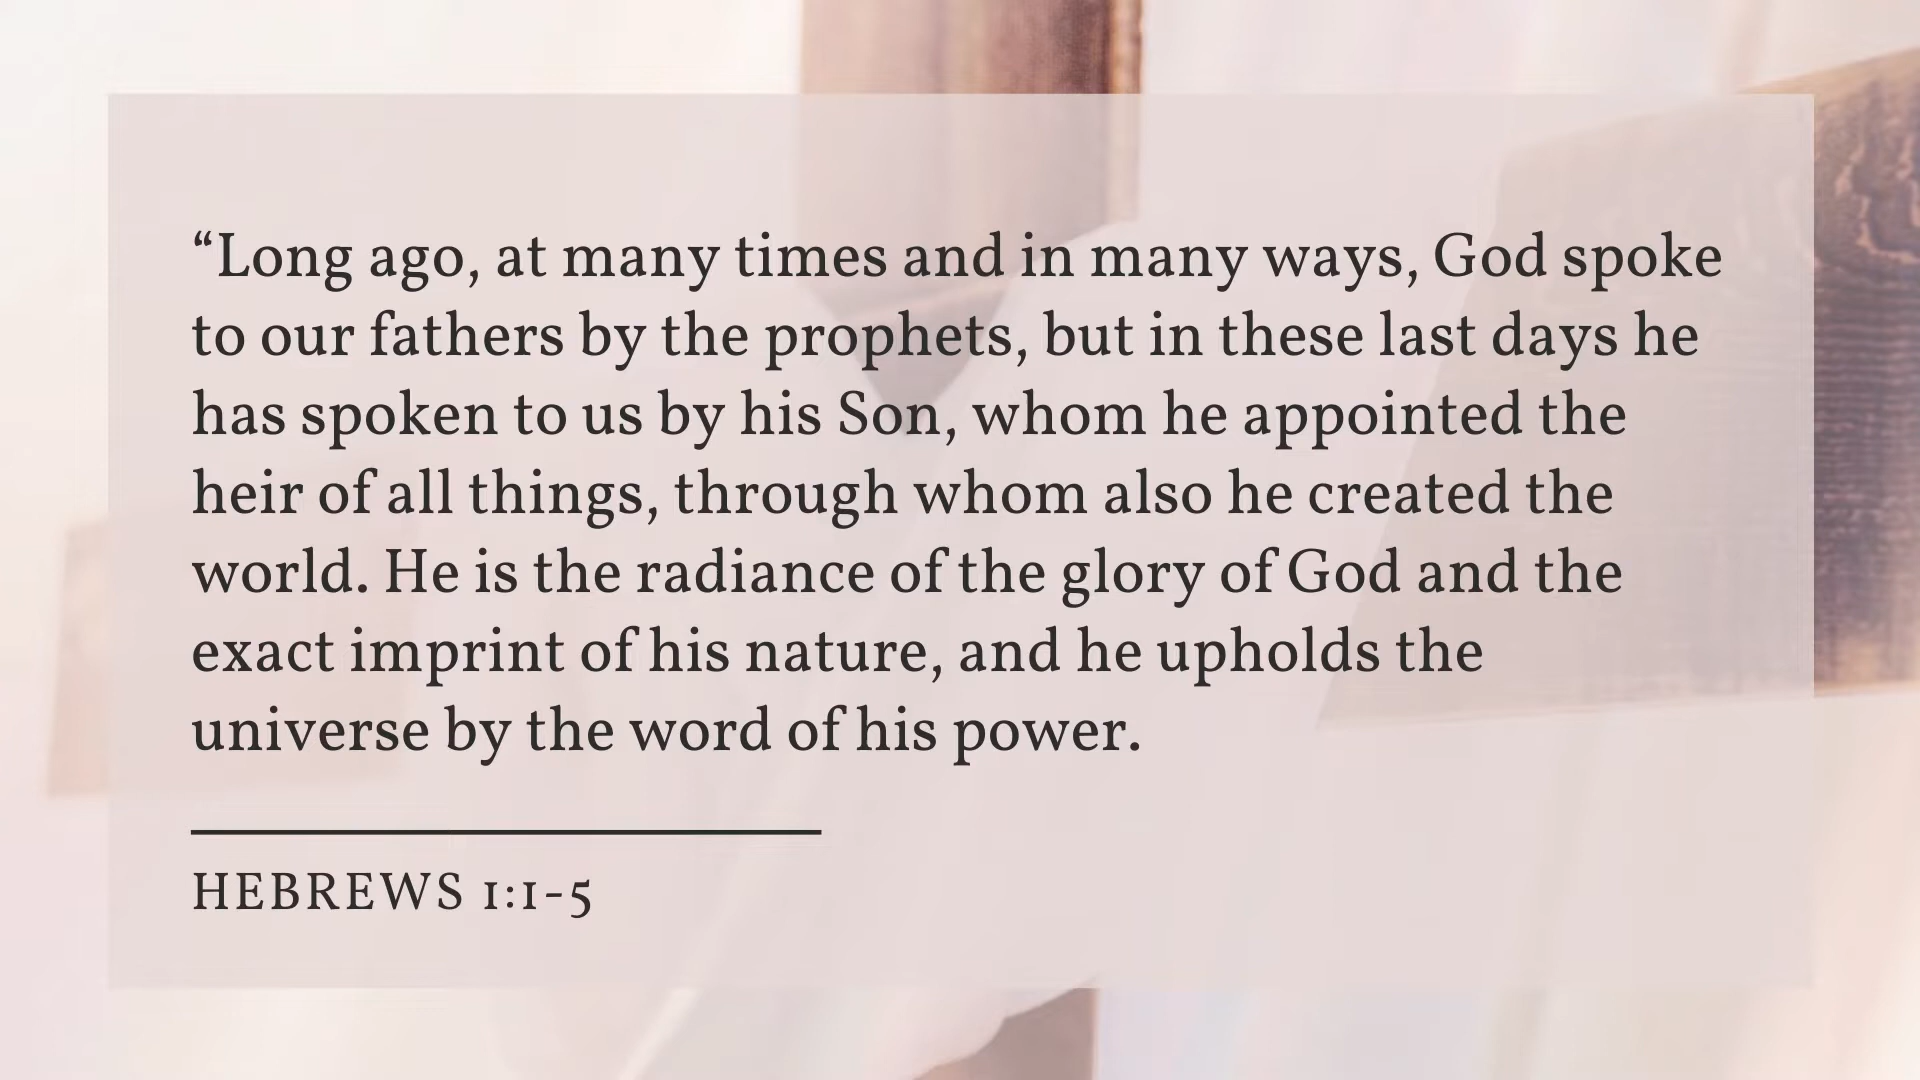 “Long ago, at many times and in many ways, God spoke
to our fathers by the prophets, but in these last days he
has spoken to us by his Son, whom he appointed the
heir of all things, through whom also he created the
world. He is the radiance of the glory of God and the
exact imprint of his nature, and he upholds the
universe by the word of his power.
HEBREWS 1:1-5